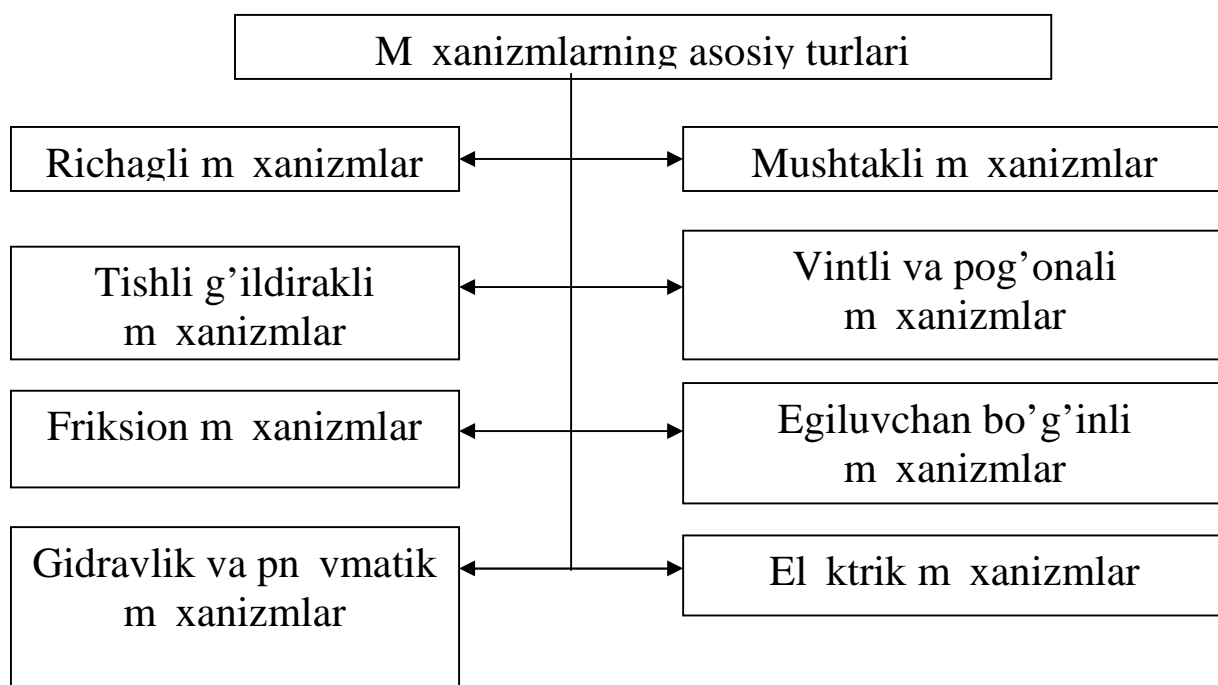 M xanizmlarning asosiy turlari
Richagli m xanizmlar
Mushtakli m xanizmlar
Tishli g’ildirakli
m xanizmlar
Vintli va pog’onali
m xanizmlar
Friksion m xanizmlar
Egiluvchan bo’g’inli
m xanizmlar
Gidravlik va pn vmatik
m xanizmlar
El ktrik m xanizmlar